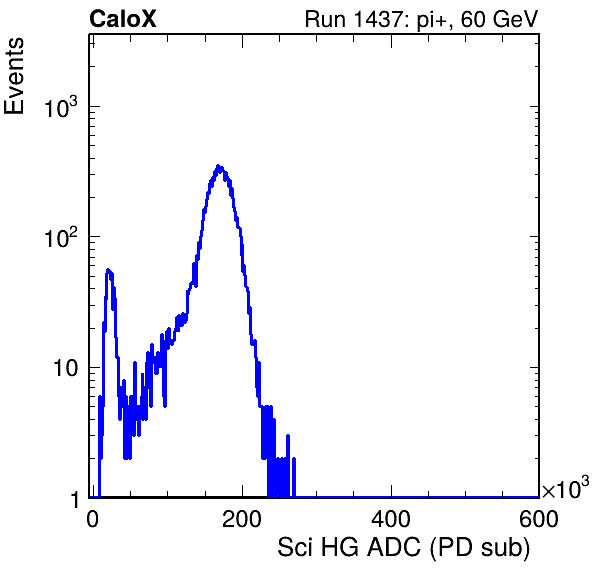 CaloX Run 1437: pi+, 60 GeV
Events
10³
10²
10
1
0 200 400 600
×10³
Sci HG ADC (PD sub)